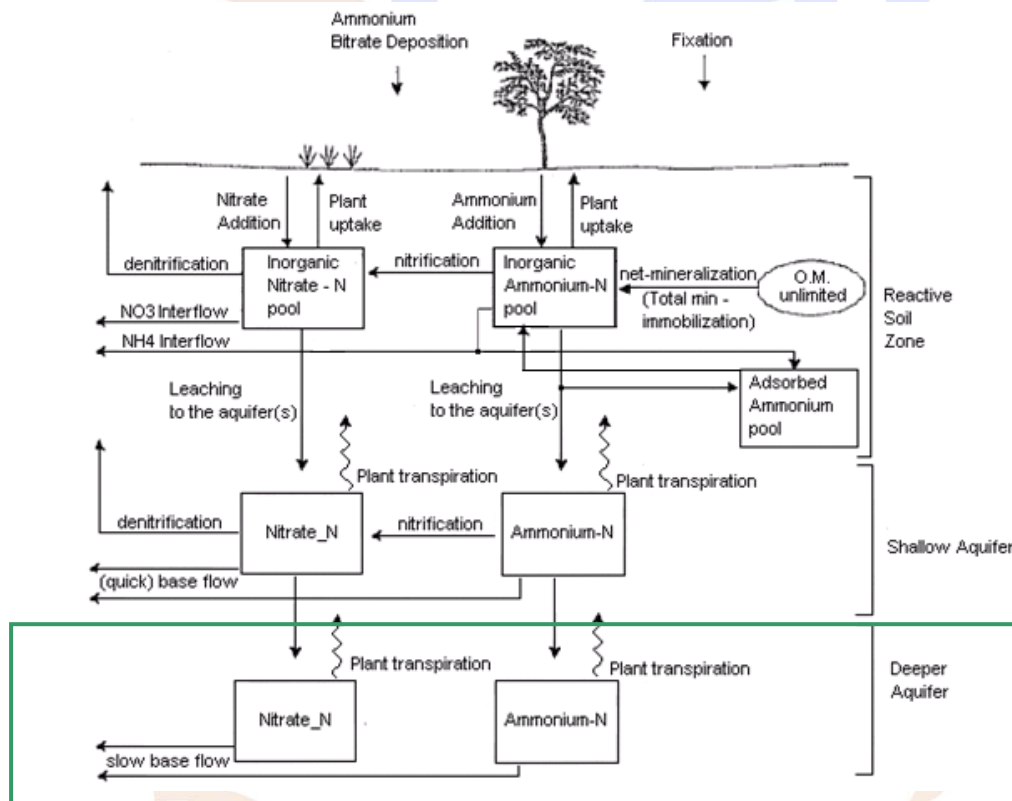 Ammonium
Bitrate Deposition
Fixation
Nitrate
Addition
Plant
uptake
Ammonium
Addition
Plant
uptake
denitrification
Inorganic
Nitrate - N
pool
nitrification
Inorganic
Ammonium-N
pool
net-mineralization
(Total min -
immobilization)
O.M.
unlimited
Reactive
Soil
Zone
NO3 Interflow
NH4 Interflow
Leaching
to the aquifer(s)
Leaching
to the aquifer(s)
Adsorbed
Ammonium
pool
Plant transpiration
Plant transpiration
denitrification
Nitrate_N
nitrification
Ammonium-N
Shallow Aquifer
(quick) base flow
Plant transpiration
Plant transpiration
Deeper
Aquifer
Nitrate_N
Ammonium-N
slow base flow